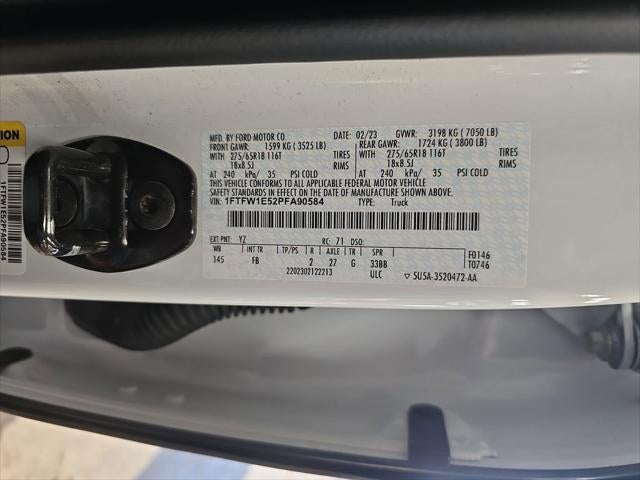 TION
1FTFW1E52PFA90584
MFD. BY FORD MOTOR CO. DATE: 02/23 GVWR: 3198 KG ( 7050 LB)
FRONT GAWR: 1599 KG ( 3525 LB) REAR GAWR: 1724 KG ( 3800 LB)
WITH 275/65R18 116T TIRES WITH 275/65R18 116T TIRES
18x8.5J RIMS 18x8.5J RIMS
AT 240 kPa/ 35 PSI COLD AT 240 kPa/ 35 PSI COLD
THIS VEHICLE CONFORMS TO ALL APPLICABLE FEDERAL MOTOR VEHICLE
SAFETY STANDARDS IN EFFECT ON THE DATE OF MANUFACTURE SHOWN ABOVE.
VIN: 1FTFW1E52PFA90584 TYPE: Truck
EXT PNT: YZ RC: 71 DSO:
WB INT TR TP/PS R AXLE TR SPR F0146
145 FB 2 27 G 33BB T0746
2202302122213 ULC 5U5A-3520472-AA